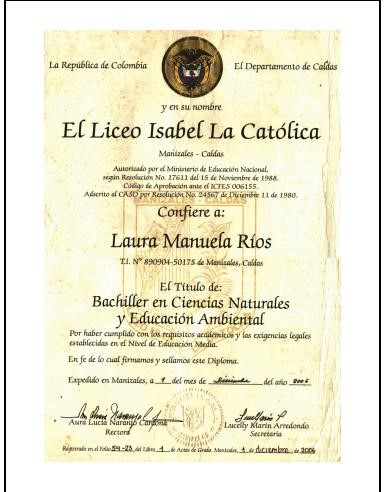 La República de Colombia
El Departamento de Caldas
y en su nombre
El Liceo Isabel La Católica
Manizales - Caldas
Autorizado por el Ministerio de Educación Nacional,
según Resolución No. 17611 del 15 de Noviembre de 1988.
Código de Aprobación ante el ICFES 006155.
Adscrito al CASD por Resolución No. 24567 de Diciembre 11 de 1980.
MANIZALES - CALDAS
Confiere a:
Laura Manuela Ríos
T.I. Nº 890904-50175 de Manizales, Caldas
El Título de:
Bachiller en Ciencias Naturales
y Educación Ambiental
Por haber cumplido con los requisitos académicos y las exigencias legales
establecidas en el Nivel de Educación Media.
En fe de lo cual firmamos y sellamos este Diploma.
Expedido en Manizales, a 1 del mes de Diciembre del año 2006
Aura Lucía Naranjo Cardona
Rectora
Lucelly Marín Arredondo
Secretaria
Registrado en el Folio 54-23 del Libro 1 de Actas de Grado. Manizales, 1 de diciembre de 2006